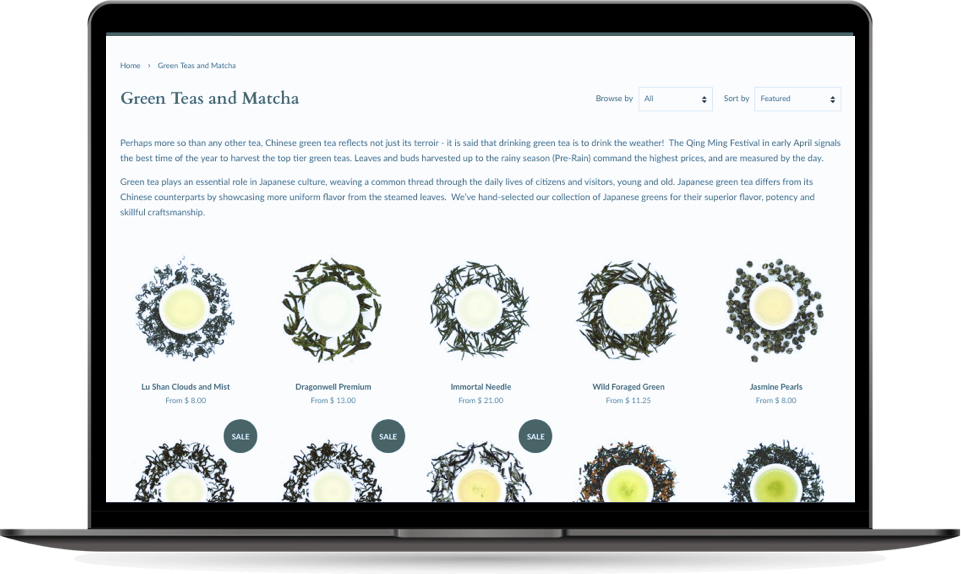 Home › Green Teas and Matcha
Green Teas and Matcha
Browse by All Sort by Featured
Perhaps more so than any other tea, Chinese green tea reflects not just its terroir - it is said that drinking green tea is to drink the weather!  The Qing Ming Festival in early April signals
the best time of the year to harvest the top tier green teas. Leaves and buds harvested up to the rainy season (Pre-Rain) command the highest prices, and are measured by the day.
Green tea plays an essential role in Japanese culture, weaving a common thread through the daily lives of citizens and visitors, young and old. Japanese green tea differs from its
Chinese counterparts by showcasing more uniform flavor from the steamed leaves.  We've hand-selected our collection of Japanese greens for their superior flavor, potency and
skillful craftsmanship.
Lu Shan Clouds and Mist
From $ 8.00
Dragonwell Premium
From $ 13.00
Immortal Needle
From $ 21.00
Wild Foraged Green
From $ 11.25
Jasmine Pearls
From $ 8.00
SALE
SALE
SALE